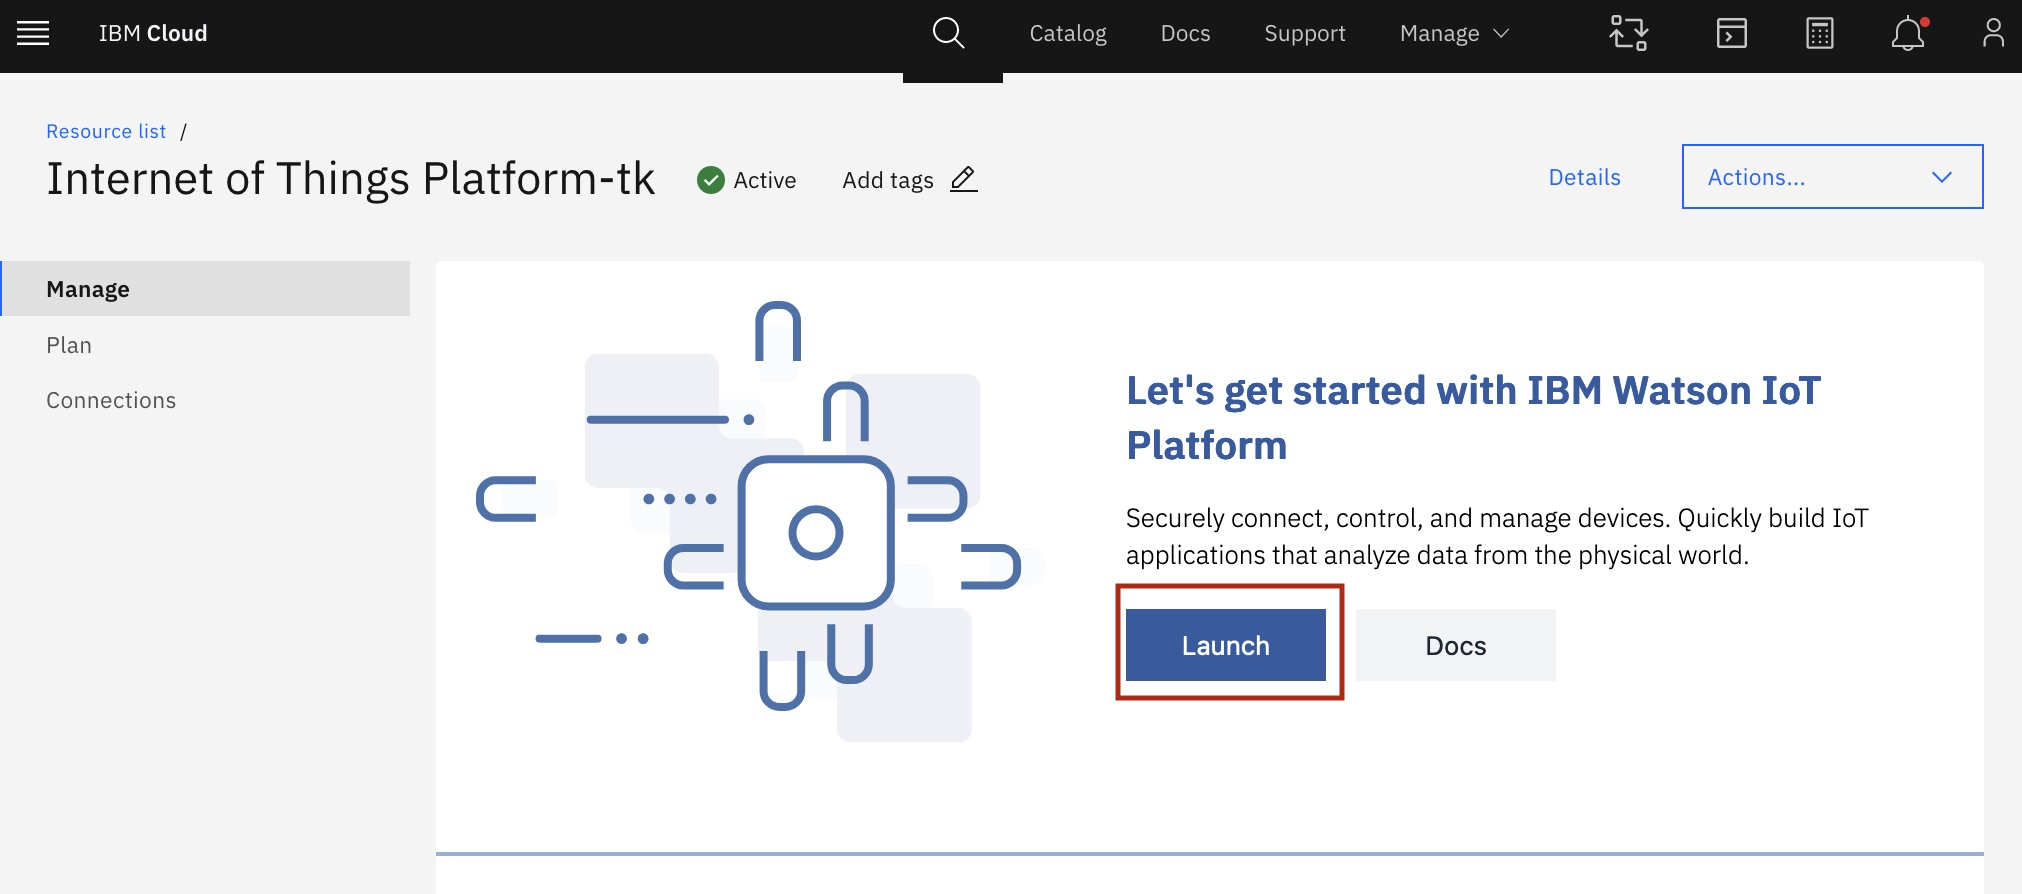 IBM Cloud
Catalog
Docs
Support
Manage
Resource list /
Internet of Things Platform-tk
Active
Add tags
Details
Actions...
Manage
Plan
Connections
Let's get started with IBM Watson IoT
Platform
Securely connect, control, and manage devices. Quickly build IoT
applications that analyze data from the physical world.
Launch
Docs